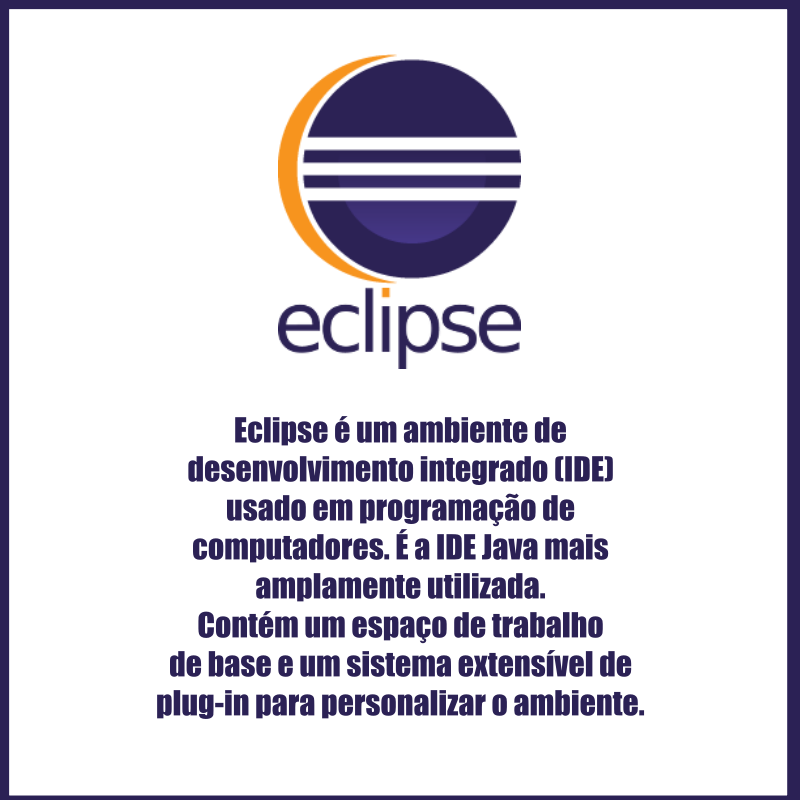 eclipse
Eclipse é um ambiente de
desenvolvimento integrado (IDE)
usado em programação de
computadores. É a IDE Java mais
amplamente utilizada.
Contém um espaço de trabalho
de base e um sistema extensível de
plug-in para personalizar o ambiente.